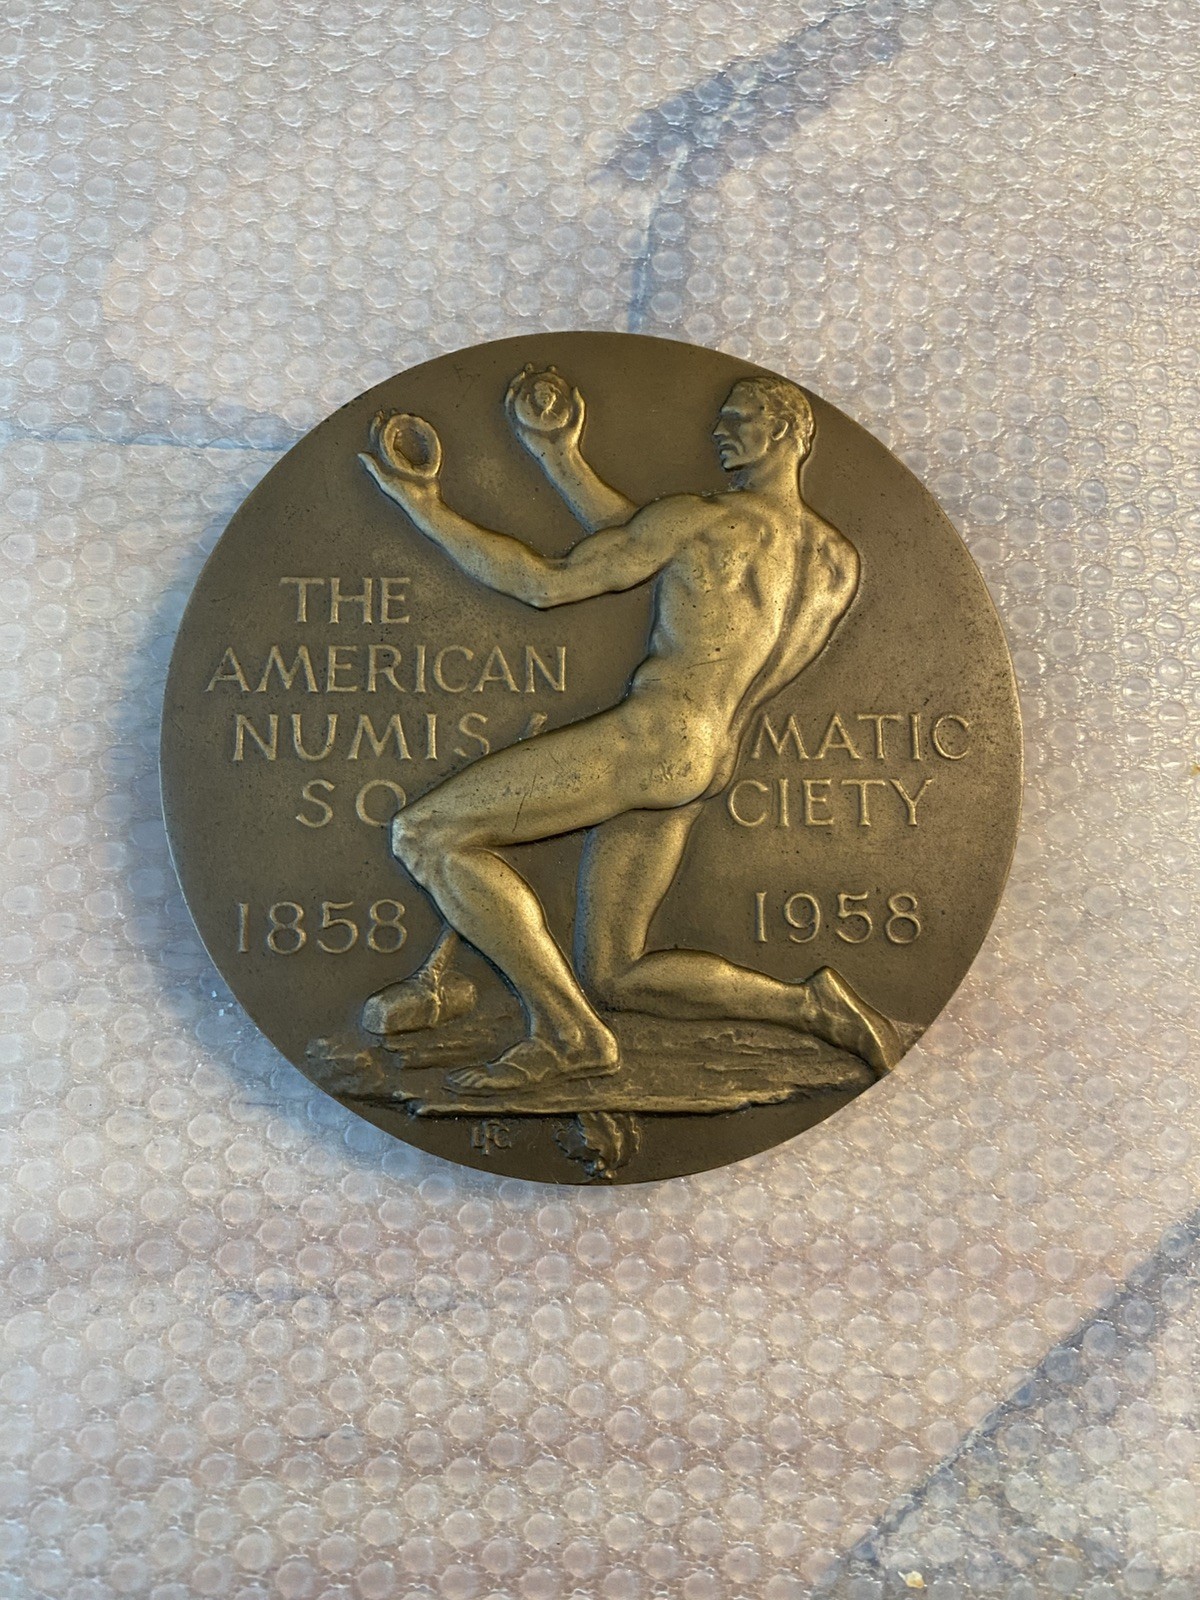 THE
AMERICAN
NUMIS MATIC
SO CIETY
1858 1958